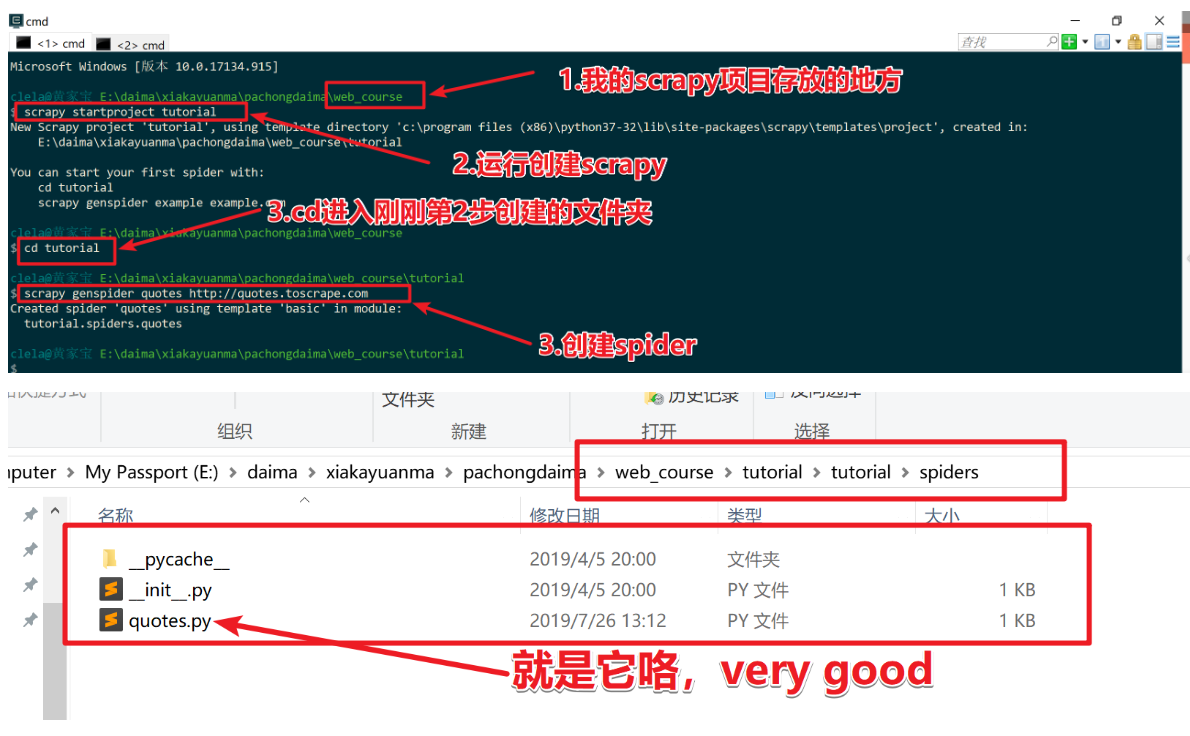 cmd
<1> cmd
<2> cmd
查找
Microsoft Windows [版本 10.0.17134.915]
1.我的scrapy项目存放的地方
clela@黄家宝 E:\daima\xiakayuanma\pachongdaima\web_course
$ scrapy startproject tutorial
New Scrapy project 'tutorial', using template directory 'c:\program files (x86)\python37-32\lib\site-packages\scrapy\templates\project', created in:
E:\daima\xiakayuanma\pachongdaima\web_course\tutorial
2.运行创建scrapy
You can start your first spider with:
cd tutorial
scrapy genspider example example.com
3.cd进入刚刚第2步创建的文件夹
clela@黄家宝 E:\daima\xiakayuanma\pachongdaima\web_course
$ cd tutorial
clela@黄家宝 E:\daima\xiakayuanma\pachongdaima\web_course\tutorial
$ scrapy genspider quotes http://quotes.toscrape.com
Created spider 'quotes' using template 'basic' in module:
tutorial.spiders.quotes
3.创建spider
clela@黄家宝 E:\daima\xiakayuanma\pachongdaima\web_course\tutorial
$
文件夹 历史记录
组织 新建 打开 选择
nputer > My Passport (E:) > daima > xiakayuanma > pachongdaima > web_course > tutorial > tutorial > spiders
名称 修改日期 类型 大小
__pycache__ 2019/4/5 20:00 文件夹
__init__.py 2019/4/5 20:00 PY 文件 1 KB
quotes.py 2019/7/26 13:12 PY 文件 1 KB
就是它咯，very good